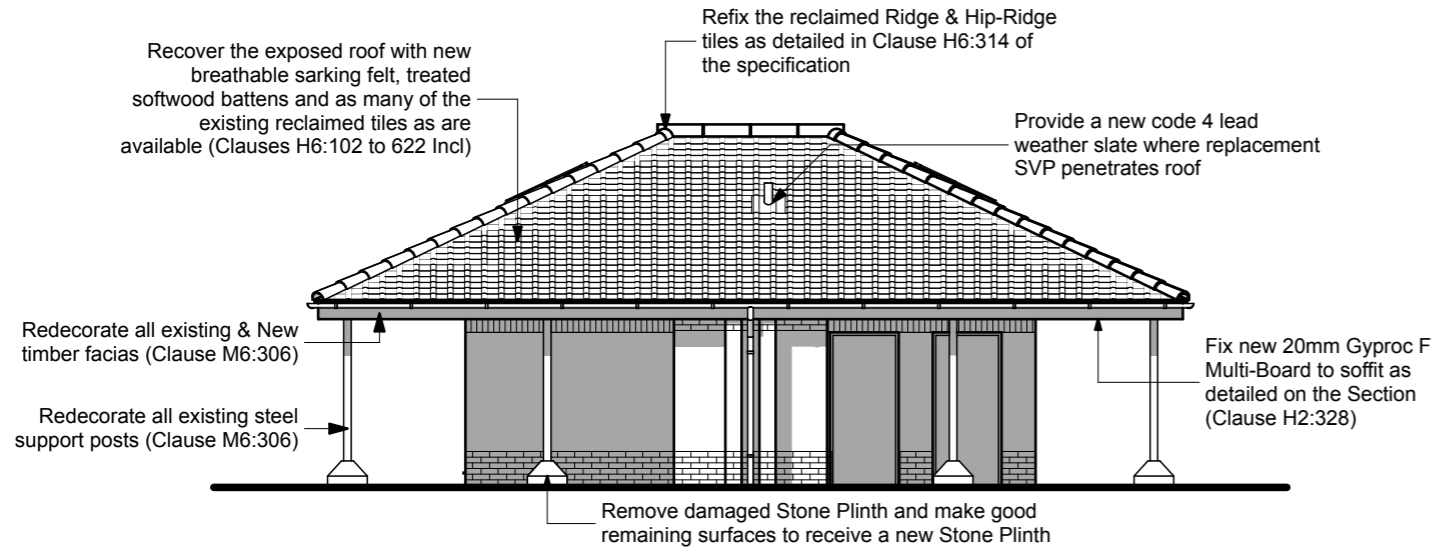 Refix the reclaimed Ridge & Hip-Ridge
tiles as detailed in Clause H6:314 of
the specification
Recover the exposed roof with new
breathable sarking felt, treated
softwood battens and as many of the
existing reclaimed tiles as are
available (Clauses H6:102 to 622 Incl)
Provide a new code 4 lead
weather slate where replacement
SVP penetrates roof
Redecorate all existing & New
timber facias (Clause M6:306)
Fix new 20mm Gyproc F
Multi-Board to soffit as
detailed on the Section
(Clause H2:328)
Redecorate all existing steel
support posts (Clause M6:306)
Remove damaged Stone Plinth and make good
remaining surfaces to receive a new Stone Plinth